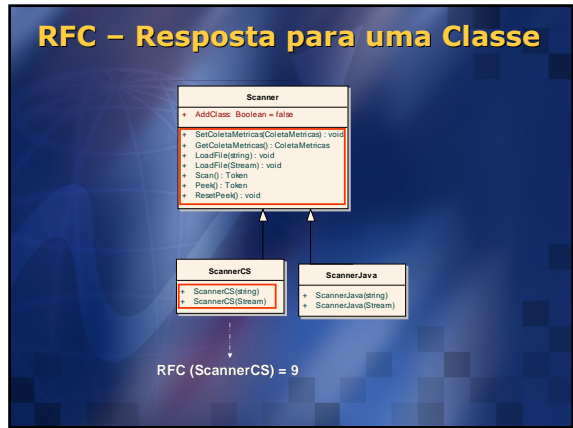 RFC – Resposta para uma Classe
Scanner
+ AddClass: Boolean = false
+ SetColetaMetricas(ColetaMetricas) : void
+ GetColetaMetricas() : ColetaMetricas
+ LoadFile(string) : void
+ LoadFile(Stream) : void
+ Scan() : Token
+ Peek() : Token
+ ResetPeek() : void
ScannerCS
+ ScannerCS(string)
+ ScannerCS(Stream)
ScannerJava
+ ScannerJava(string)
+ ScannerJava(Stream)
RFC (ScannerCS) = 9